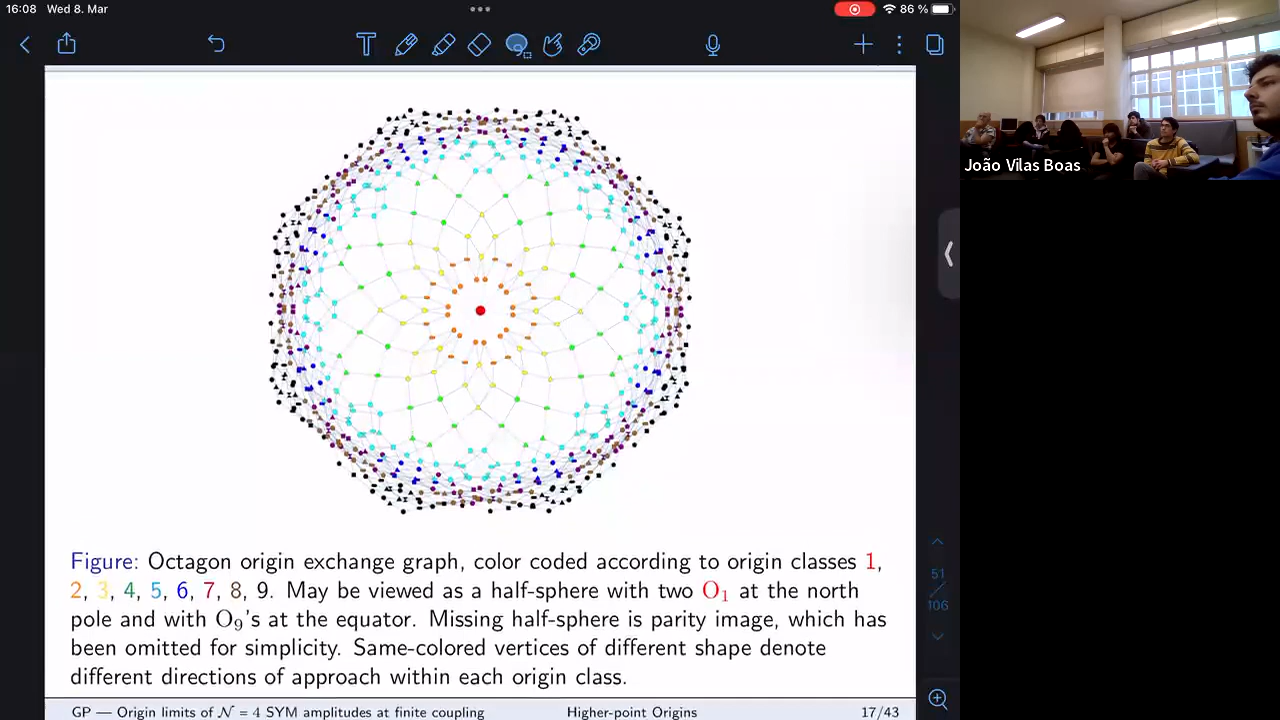 16:08 Wed 8. Mar
86 %
T
João Vilas Boas
51
106
Figure: Octagon origin exchange graph, color coded according to origin classes 1,
2, 3, 4, 5, 6, 7, 8, 9. May be viewed as a half-sphere with two O₁ at the north
pole and with O₉'s at the equator. Missing half-sphere is parity image, which has
been omitted for simplicity. Same-colored vertices of different shape denote
different directions of approach within each origin class.
GP — Origin limits of 𝒩 = 4 SYM amplitudes at finite coupling Higher-point Origins 17/43